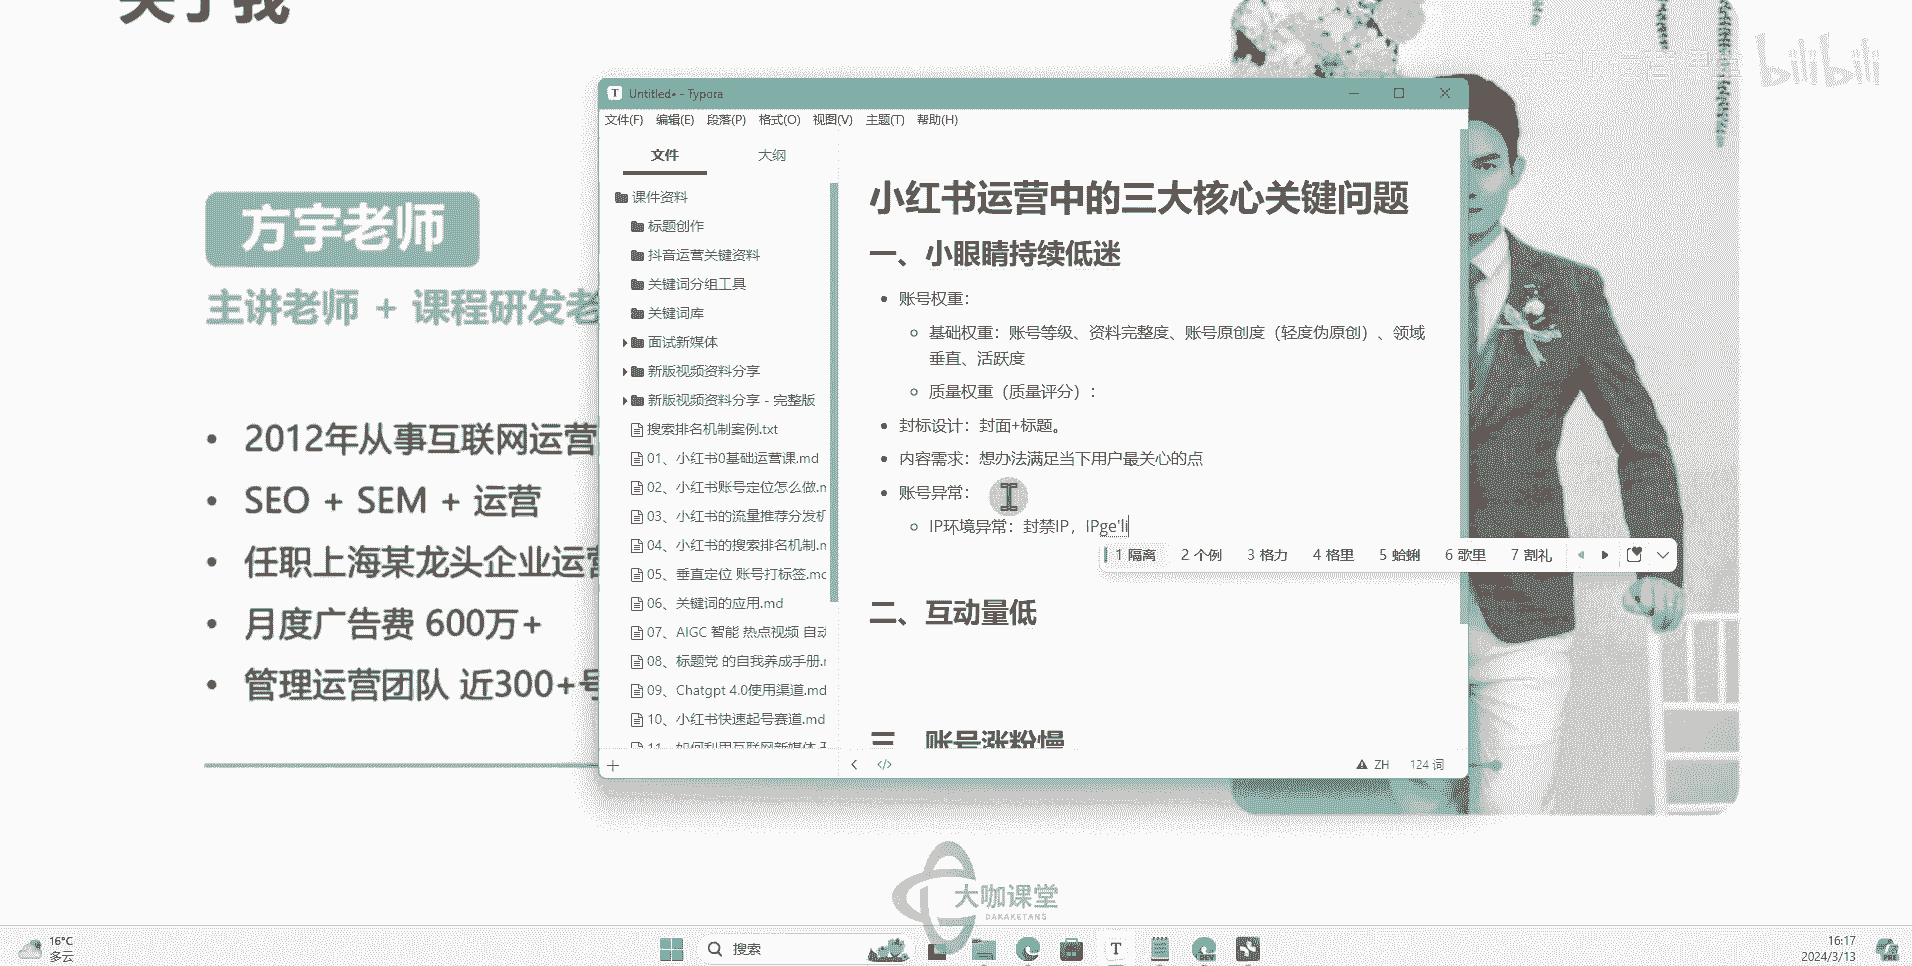 关于我
bilibili
方宇老师
主讲老师 + 课程研发老
2012年从事互联网运营
SEO + SEM + 运营
任职上海某龙头企业运营
月度广告费 600万+
管理运营团队 近300+号
Untitled• - Typora
文件(F) 编辑(E) 段落(P) 格式(O) 视图(V) 主题(T) 帮助(H)
文件 大纲
课件资料
标题创作
抖音运营关键资料
关键词分组工具
关键词库
面试新媒体
新版视频资料分享
新版视频资料分享 - 完整版
搜索排名机制案例.txt
01、小红书0基础运营课.md
02、小红书账号定位怎么做.m
03、小红书的流量推荐分发机
04、小红书的搜索排名机制.m
05、垂直定位 账号打标签.mc
06、关键词的应用.md
07、AIGC 智能 热点视频 自动
08、标题党 的自我养成手册.r
09、Chatgpt 4.0使用渠道.md
10、小红书快速起号赛道.md
11、如何利用互联网新媒体
小红书运营中的三大核心关键问题
一、小眼睛持续低迷
账号权重：
基础权重：账号等级、资料完整度、账号原创度（轻度伪原创）、领域
垂直、活跃度
质量权重（质量评分）：
封标设计：封面+标题。
内容需求：想办法满足当下用户最关心的点
账号异常：
IP环境异常：封禁IP，IPge'li
1 隔离 2 个例 3 格力 4 格里 5 蛤蜊 6 歌里 7 割礼
二、互动量低
三、账号涨粉慢
ZH 124 词
大咖课堂
DAKAKETANG
16°C
多云
搜索
16:17
2024/3/13